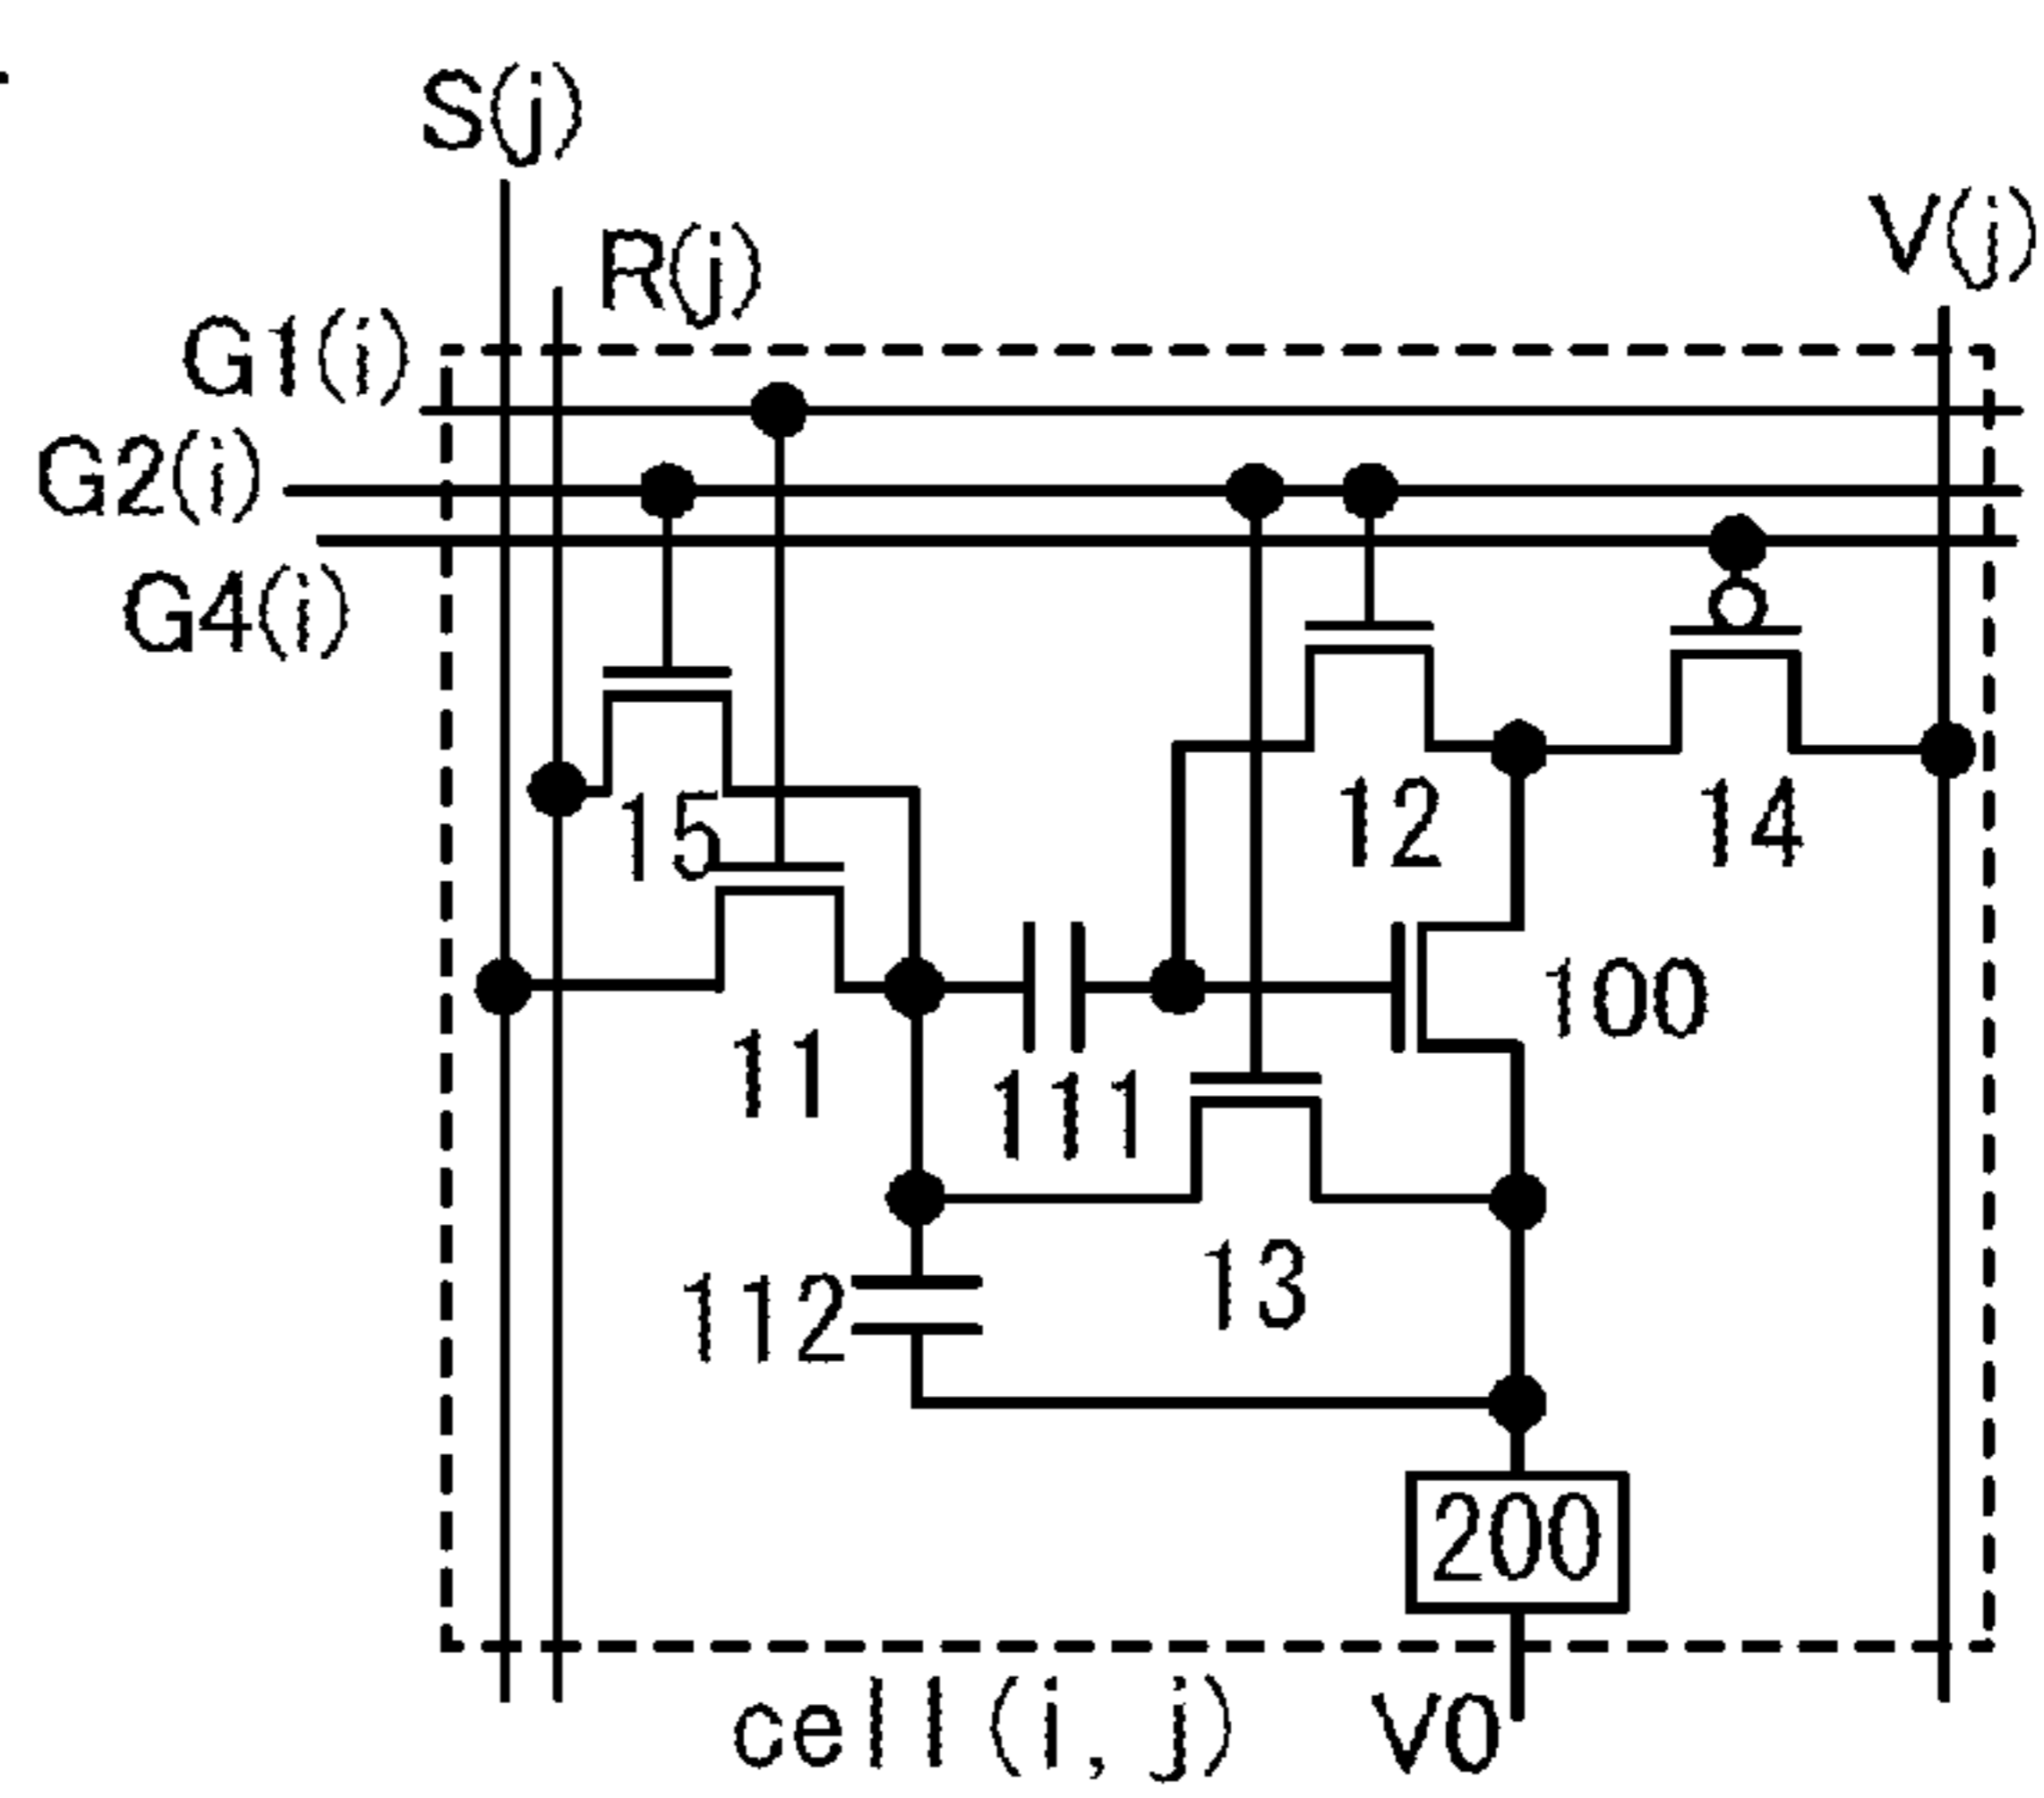 S(j)
R(j)
V(j)
G1(i)
G2(i)
G4(i)
15
12
14
100
11
111
13
112
200
cell(i,j)
V0